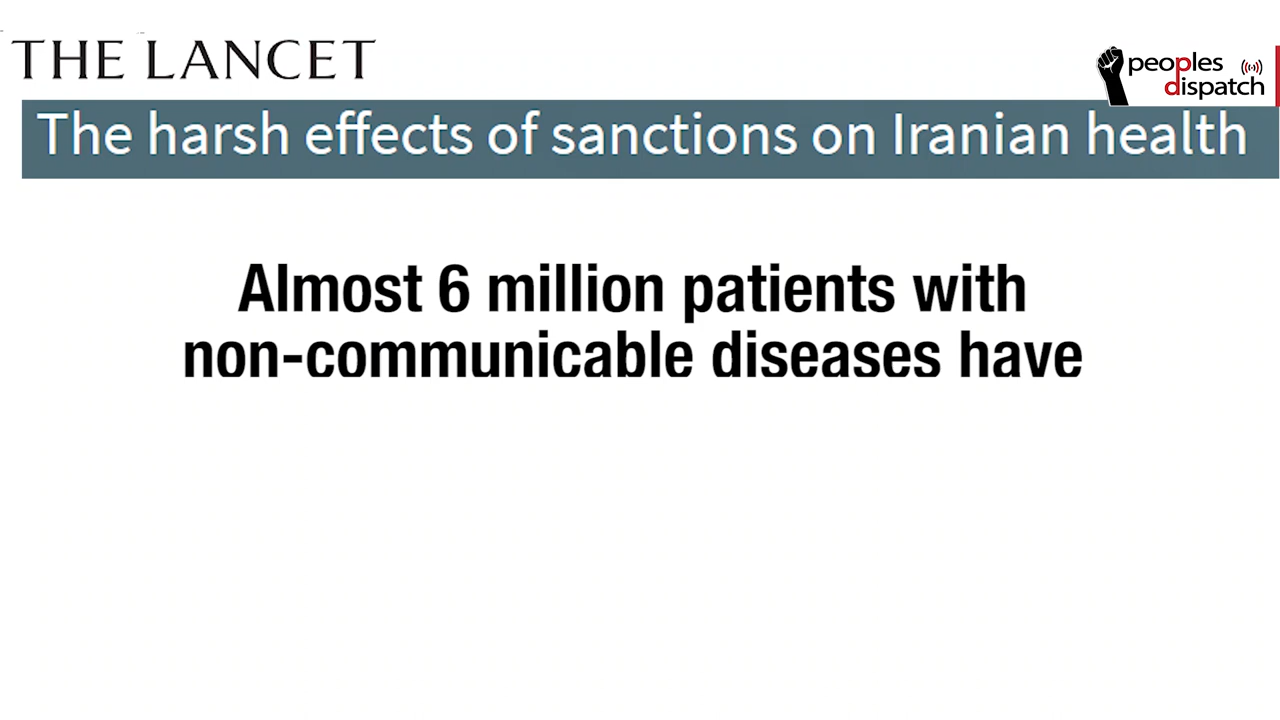 THE LANCET
peoples
dispatch
The harsh effects of sanctions on Iranian health
Almost 6 million patients with
non-communicable diseases have